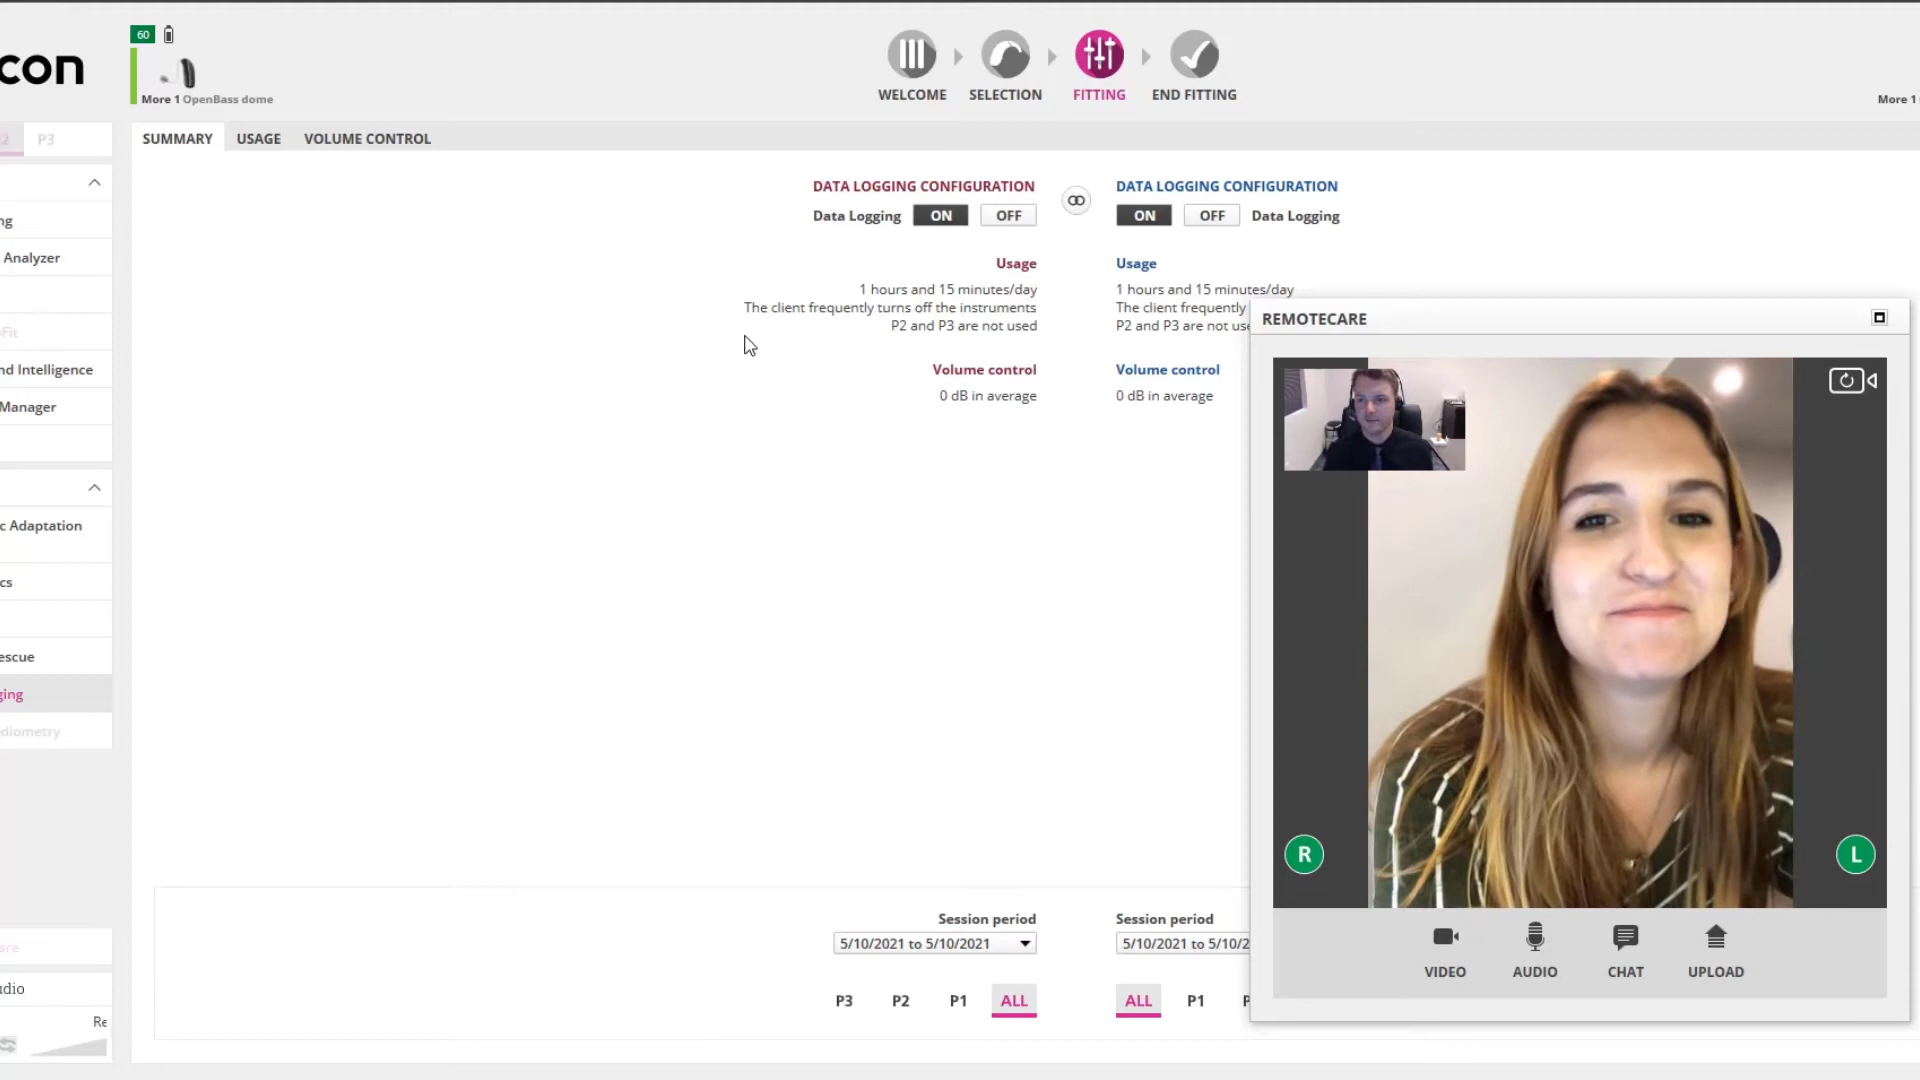 con
60
More 1 OpenBass dome
WELCOME
SELECTION
FITTING
END FITTING
More 1
2
P3
SUMMARY
USAGE
VOLUME CONTROL
ng
Analyzer
Fit
nd Intelligence
Manager
c Adaptation
cs
escue
ging
diometry
are
udio
Re
DATA LOGGING CONFIGURATION
Data Logging ON OFF
Usage
1 hours and 15 minutes/day
The client frequently turns off the instruments
P2 and P3 are not used
Volume control
0 dB in average
DATA LOGGING CONFIGURATION
ON OFF Data Logging
Usage
1 hours and 15 minutes/day
The client frequently
P2 and P3 are not use
Volume control
0 dB in average
REMOTECARE
R
L
VIDEO
AUDIO
CHAT
UPLOAD
Session period
5/10/2021 to 5/10/2021
P3 P2 P1 ALL
Session period
5/10/2021 to 5/10/2
ALL P1 P